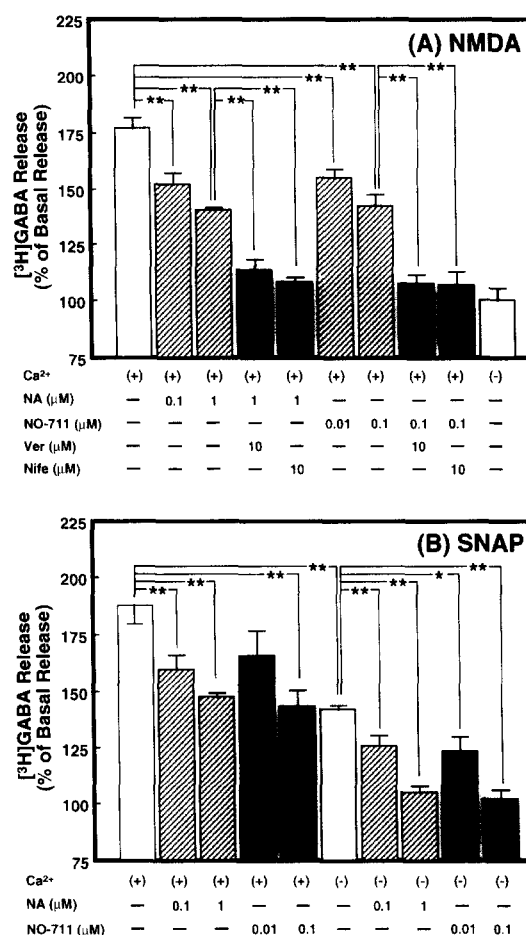 (A) NMDA
[³H]GABA Release
(% of Basal Release)
225
200
175
150
125
100
75
** ** ** ** ** ** ** **
Ca²⁺ (+) (+) (+) (+) (+) (+) (+) (+) (+) (-)
NA (μM) — 0.1 1 1 1 — — — — —
NO-711 (μM) — — — — — 0.01 0.1 0.1 0.1 —
Ver (μM) — — — 10 — — — 10 — —
Nife (μM) — — — — 10 — — — 10 —
(B) SNAP
[³H]GABA Release
(% of Basal Release)
225
200
175
150
125
100
75
** ** ** ** ** ** * **
Ca²⁺ (+) (+) (+) (+) (+) (-) (-) (-) (-) (-)
NA (μM) — 0.1 1 — — — 0.1 1 — —
NO-711 (μM) — — — 0.01 0.1 — — — 0.01 0.1